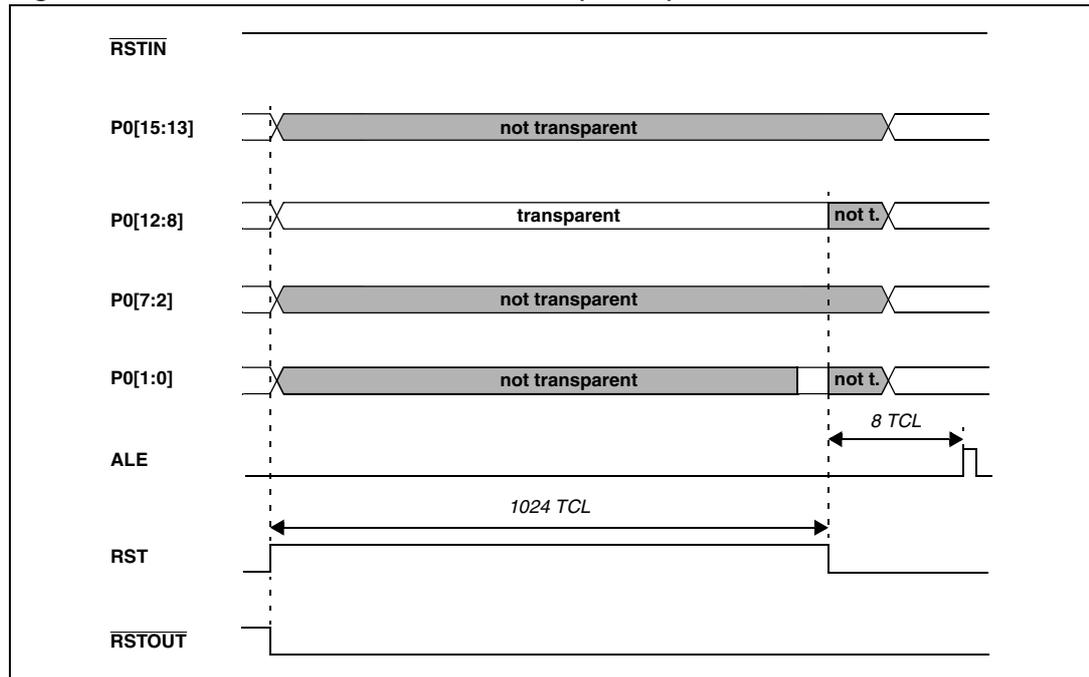 RSTIN
P0[15:13]
not transparent
P0[12:8]
transparent
not t.
P0[7:2]
not transparent
P0[1:0]
not transparent
not t.
8 TCL
ALE
1024 TCL
RST
RSTOUT